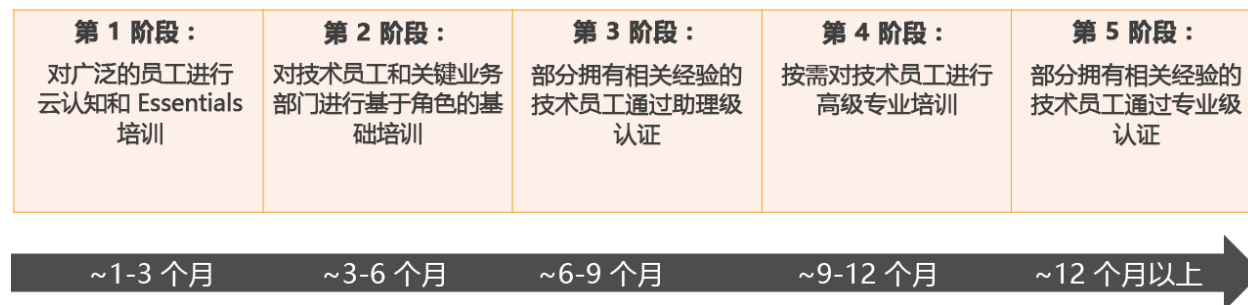 第 1 阶段：
对广泛的员工进行
云认知和 Essentials
培训
第 2 阶段：
对技术员工和关键业务
部门进行基于角色的基
础培训
第 3 阶段：
部分拥有相关经验的
技术员工通过助理级
认证
第 4 阶段：
按需对技术员工进行
高级专业培训
第 5 阶段：
部分拥有相关经验的
技术员工通过专业级
认证
~1-3 个月
~3-6 个月
~6-9 个月
~9-12 个月
~12 个月以上